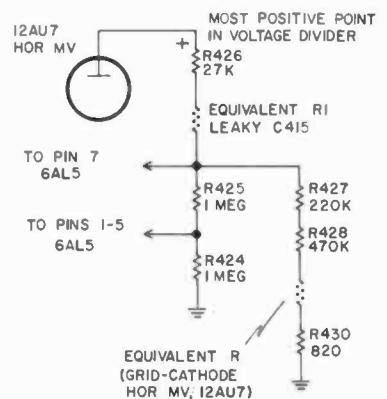 12AU7
HOR MV
MOST POSITIVE POINT
IN VOLTAGE DIVIDER
+
R426
27K
EQUIVALENT R1
LEAKY C415
TO PIN 7
6AL5
R425
1 MEG
R427
220K
TO PINS 1-5
6AL5
R428
470K
R424
1 MEG
R430
820
EQUIVALENT R
(GRID-CATHODE
HOR MV, 12AU7)